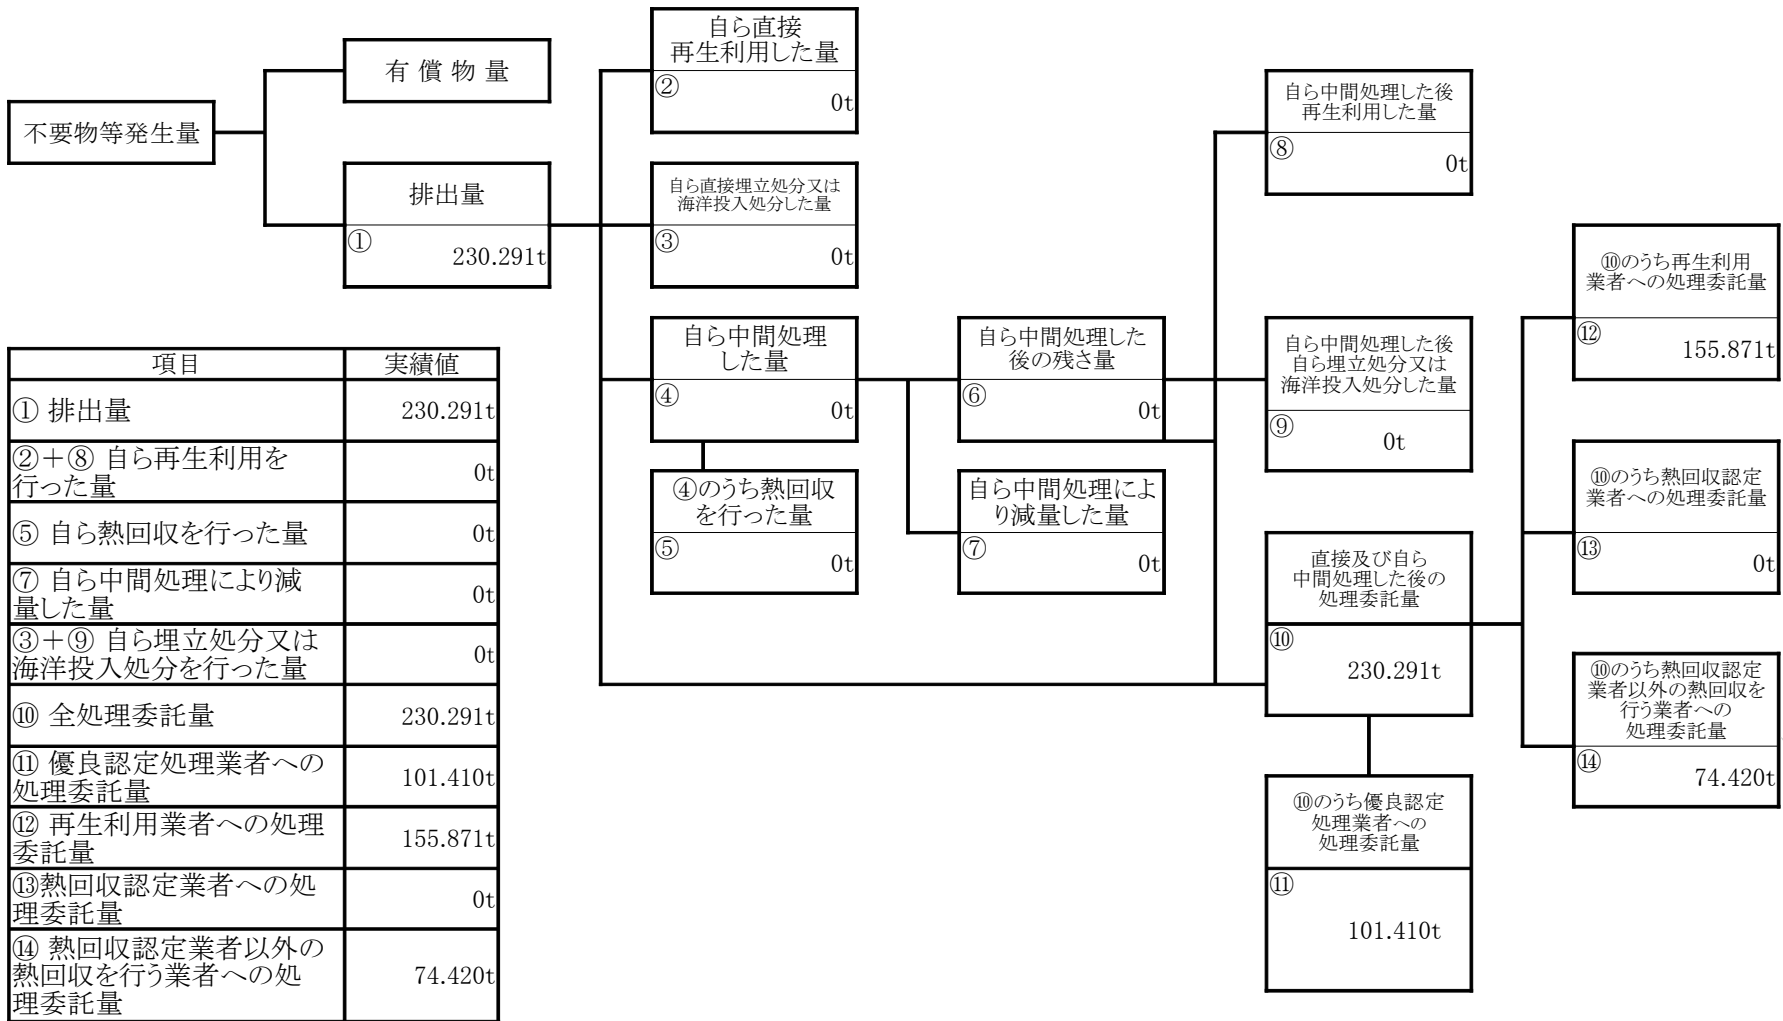 不要物等発生量
有 償 物 量
排出量
①
230.291t
自ら直接
再生利用した量
②
0t
自ら直接埋立処分又は
海洋投入処分した量
③
0t
自ら中間処理
した量
④
0t
④のうち熱回収
を行った量
⑤
0t
自ら中間処理した
後の残さ量
⑥
0t
自ら中間処理によ
り減量した量
⑦
0t
自ら中間処理した後
再生利用した量
⑧
0t
自ら中間処理した後
自ら埋立処分又は
海洋投入処分した量
⑨
0t
直接及び自ら
中間処理した後の
処理委託量
⑩
230.291t
⑩のうち優良認定
処理業者への
処理委託量
⑪
101.410t
⑩のうち再生利用
業者への処理委託量
⑫
155.871t
⑩のうち熱回収認定
業者への処理委託量
⑬
0t
⑩のうち熱回収認定
業者以外の熱回収を
行う業者への
処理委託量
⑭
74.420t
項目 実績値
① 排出量 230.291t
②＋⑧ 自ら再生利用を
行った量 0t
⑤ 自ら熱回収を行った量 0t
⑦ 自ら中間処理により減
量した量 0t
③＋⑨ 自ら埋立処分又は
海洋投入処分を行った量 0t
⑩ 全処理委託量 230.291t
⑪ 優良認定処理業者への
処理委託量 101.410t
⑫ 再生利用業者への処理
委託量 155.871t
⑬熱回収認定業者への処
理委託量 0t
⑭ 熱回収認定業者以外の
熱回収を行う業者への処
理委託量 74.420t